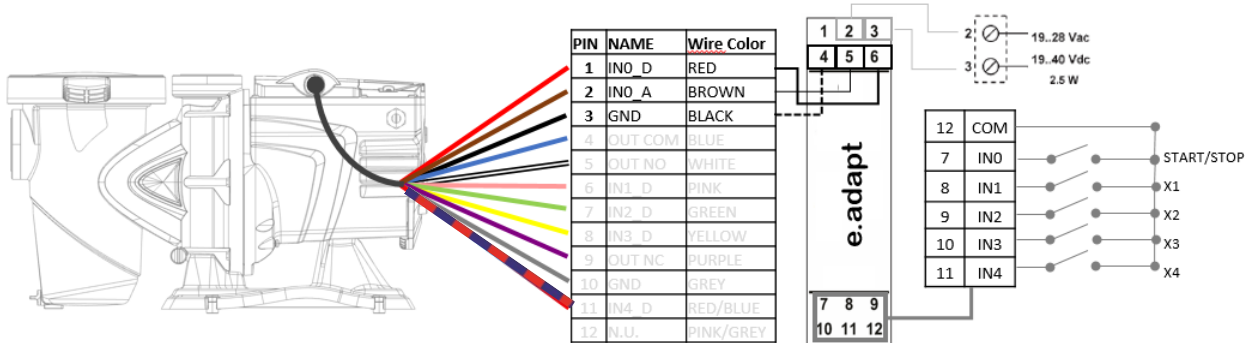 PIN NAME Wire Color
1 IN0_D RED
2 IN0_A BROWN
3 GND BLACK
4 OUT COM BLUE
5 OUT NO WHITE
6 IN1_D PINK
7 IN2_D GREEN
8 IN3_D YELLOW
9 OUT NC PURPLE
10 GND GREY
11 IN4_D RED/BLUE
12 N.U. PINK/GREY
1 2 3
4 5 6
e.adapt
7 8 9
10 11 12
2 19..28 Vac
3 19..40 Vdc
2.5 W
12 COM
7 IN0 START/STOP
8 IN1 X1
9 IN2 X2
10 IN3 X3
11 IN4 X4